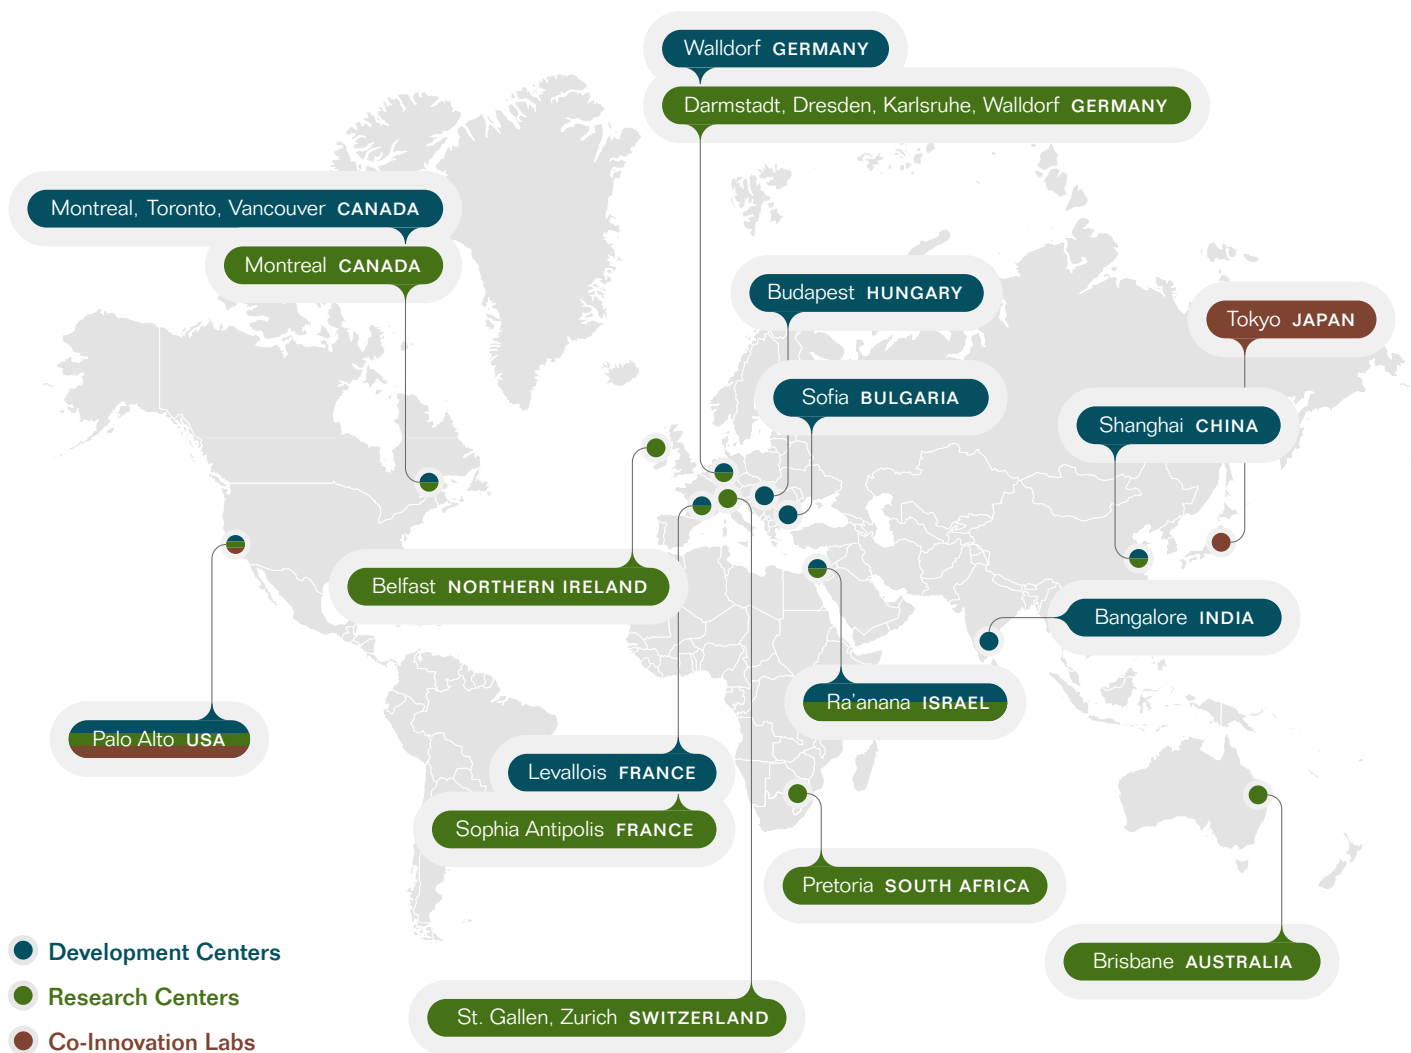 Walldorf GERMANY
Darmstadt, Dresden, Karlsruhe, Walldorf GERMANY
Montreal, Toronto, Vancouver CANADA
Montreal CANADA
Budapest HUNGARY
Tokyo JAPAN
Sofia BULGARIA
Shanghai CHINA
Belfast NORTHERN IRELAND
Bangalore INDIA
Ra'anana ISRAEL
Palo Alto USA
Levallois FRANCE
Sophia Antipolis FRANCE
Pretoria SOUTH AFRICA
Brisbane AUSTRALIA
St. Gallen, Zurich SWITZERLAND
Development Centers
Research Centers
Co-Innovation Labs